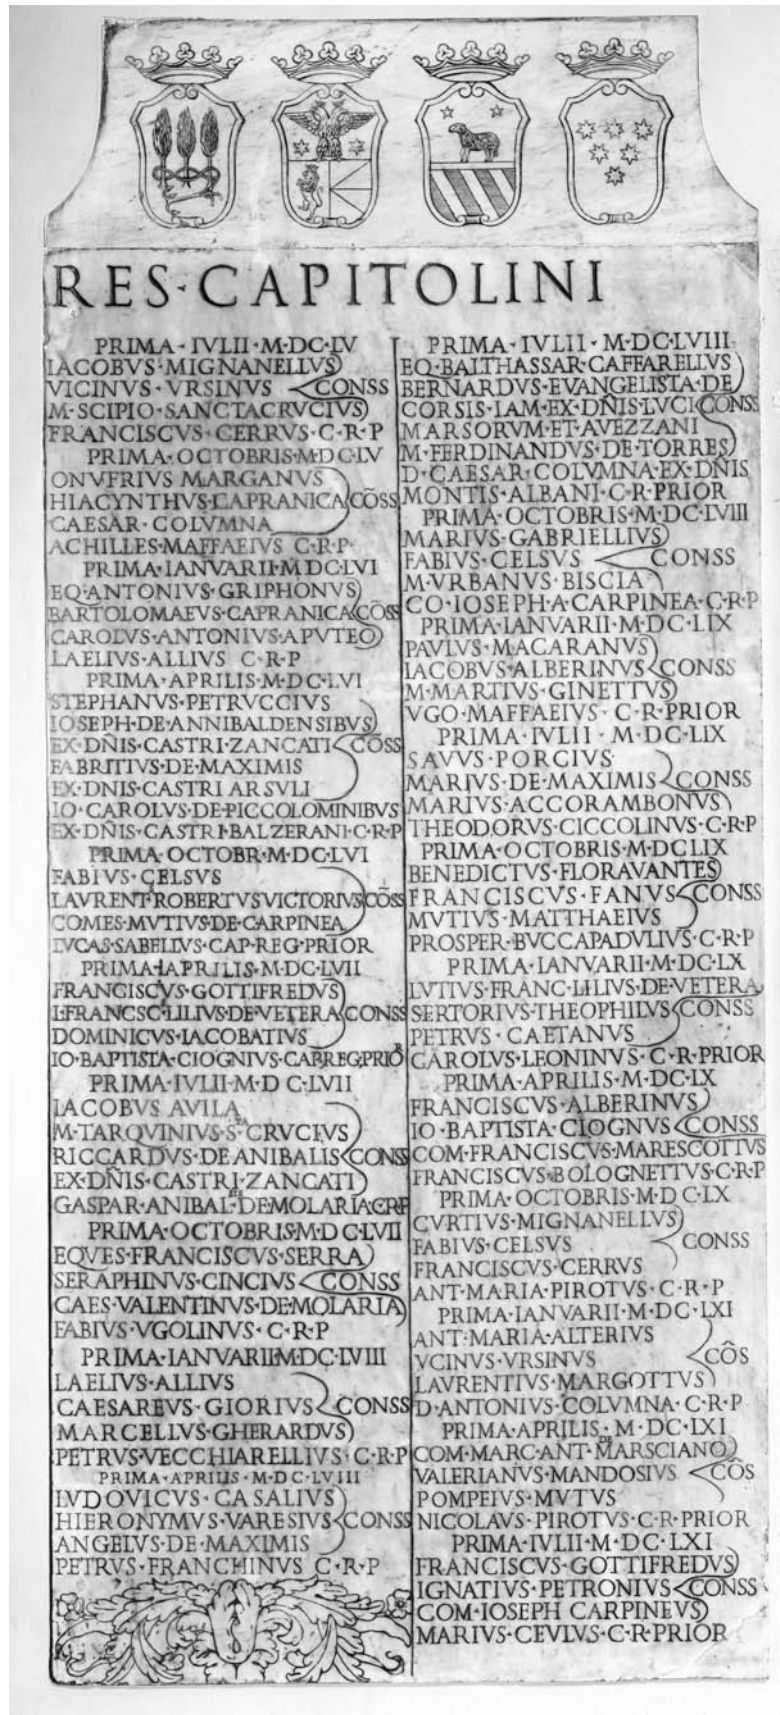 RES·CAPITOLINI
PRIMA·IVLII·M·DC·LV
IACOBVS·MIGNANELLVS
VICINVS·VRSINVS CONSS
M·SCIPIO·SANCTACRVCIVS
FRANCISCVS·CERRVS·C·R·P
PRIMA·OCTOBRIS·M·DC·LV
ONVFRIVS MARGANVS
HIACYNTHVS·CAPRANICA CÕSS
CAESAR·COLVMNA
ACHILLES·MAFFAEIVS C·R·P·
PRIMA·IANVARII·M·DC·LVI
EQ·ANTONIVS·GRIPHONVS
BARTOLOMAEVS·CAPRANICA CÕSS
CAROLVS·ANTONIVS·A·PVTEO
LAELIVS·ALLIVS C·R·P
PRIMA·APRILIS·M·DC·LVI
STEPHANVS·PETRVCCIVS
IOSEPH·DE·ANNIBALDENSIBVS
EX·DÑIS·CASTRI·ZANCATI CÕSS
FABRITIVS·DE·MAXIMIS
EX·DNIS·CASTRI ARSVLI
IO·CAROLVS·DE·PICCOLOMINIBVS
EX·DÑIS·CASTRI·BALZERANI·C·R·P
PRIMA·OCTOBR·M·DC·LVI
FABIVS·CELSVS
LAVRENT·ROBERTVS VICTORIVS CÕSS
COMES·MVTIVS·DE·CARPINEA
LVCAS·SABELIVS·CAP·REG·PRIOR
PRIMA·APRILIS·M·DC·LVII
FRANCISCVS·GOTTIFREDVS
I·FRANCSC·LILIVS·DE·VETERA CONSS
DOMINICVS·IACOBATIVS
IO·BAPTISTA·CIOGNIVS·CAP·REG·PRIOR
PRIMA·IVLII·M·DC·LVII
IACOBVS AVILA
M·TARQVINIVS·S·TA CRVCIVS
RICCARDVS·DE ANIBALIS CONSS
EX·DÑIS·CASTRI·ZANCATI
GASPAR·ANIBAL·EIS·DE·MOLARIA·C·R·P
PRIMA·OCTOBRIS·M·DC·LVII
EQVES·FRANCISCVS·SERRA
SERAPHINVS·CINCIVS CONSS
CAES·VALENTINVS·DE·MOLARIA
FABIVS·VGOLINVS·C·R·P
PRIMA·IANVARII·M·DC·LVIII
LAELIVS·ALLIVS
CAESAREVS·GIORIVS CONSS
MARCELLVS·GHERARDVS
PETRVS·VECCHIARELLIVS·C·R·P
PRIMA·APRILIS·M·DC·LVIII
LVDOVICVS·CASALIVS
HIERONYMVS·VARESIVS CONSS
ANGELVS·DE·MAXIMIS
PETRVS·FRANCHINVS C·R·P
PRIMA·IVLII·M·DC·LVIII
EQ·BALTHASSAR·CAFFARELLVS
BERNARDVS·EVANGELISTA·DE
CORSIS·IAM·EX·DÑIS·LVCI CONSS
MARSORVM·ET·AVEZZANI
M·FERDINANDVS·DE·TORRES
D·CAESAR·COLVMNA·EX·DÑIS
MONTIS·ALBANI·C·R·PRIOR
PRIMA·OCTOBRIS·M·DC·LVIII
MARIVS·GABRIELLIVS
FABIVS·CELSVS CONSS
M·VRBANVS·BISCIA
CO·IOSEPH·A·CARPINEA·C·R·P
PRIMA·IANVARII·M·DC·LIX
PAVLVS·MACARANVS
IACOBVS·ALBERINVS CONSS
M·MARTIVS·GINETTVS
VGO·MAFFAEIVS·C·R·PRIOR
PRIMA·IVLII·M·DC·LIX
SAVVS·PORCIVS
MARIVS·DE·MAXIMIS CONSS
MARIVS·ACCORAMBONVS
THEODORVS·CICCOLINVS·C·R·P
PRIMA·OCTOBRIS·M·DC LIX
BENEDICTVS·FLORAVANTES
FRANCISCVS·FANVS CONSS
MVTIVS·MATTHAEIVS
PROSPER·BVCCAPADVLIVS·C·R·P
PRIMA·IANVARII·M·DC·LX
LVTIVS·FRANC·LILIVS·DE·VETERA
SERTORIVS·THEOPHILVS CONSS
PETRVS·CAETANVS
CAROLVS·LEONINVS·C·R·PRIOR
PRIMA·APRILIS·M·DC·LX
FRANCISCVS·ALBERINVS
IO·BAPTISTA·CIOGNVS CONSS
COM·FRANCISCVS·MARESCOTTVS
FRANCISCVS·BOLOGNETTVS·C·R·P
PRIMA·OCTOBRIS·M·DC·LX
CVRTIVS·MIGNANELLVS
FABIVS·CELSVS CONSS
FRANCISCVS·CERRVS
ANT·MARIA·PIROTVS·C·R·P
PRIMA·IANVARII·M·DC·LXI
ANT·MARIA·ALTERIVS
VCINVS·VRSINVS CÕS
LAVRENTIVS·MARGOTTVS
D·ANTONIVS·COLVMNA·C·R·P
PRIMA·APRILIS·M·DC·LXI
COM·MARC·ANT·DE MARSCIANO
VALERIANVS·MANDOSIVS CÕS
POMPEIVS·MVTVS
NICOLAVS·PIROTVS·C·R·PRIOR
PRIMA·IVLII·M·DC·LXI
FRANCISCVS·GOTTIFREDVS
IGNATIVS·PETRONIVS CONSS
COM·IOSEPH CARPINEVS
MARIVS·CEVLVS·C·R·PRIOR